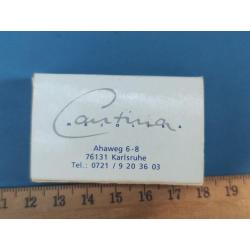 Cantina
Ahaweg 6-8
76131 Karlsruhe
Tel.: 0721 / 9 20 36 03
12 13 14 15 16 17 18 19